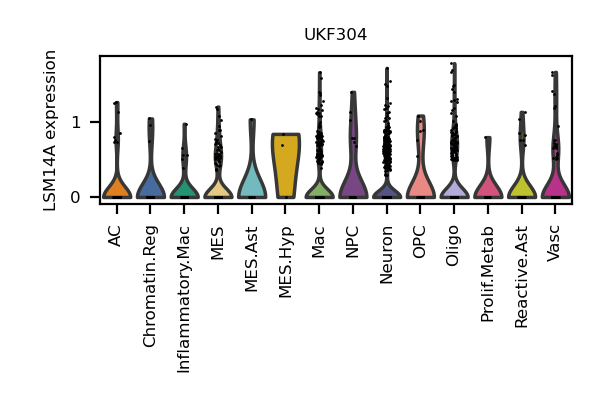 UKF304
LSM14A expression
1
0
AC
Chromatin.Reg
Inflammatory.Mac
MES
MES.Ast
MES.Hyp
Mac
NPC
Neuron
OPC
Oligo
Prolif.Metab
Reactive.Ast
Vasc